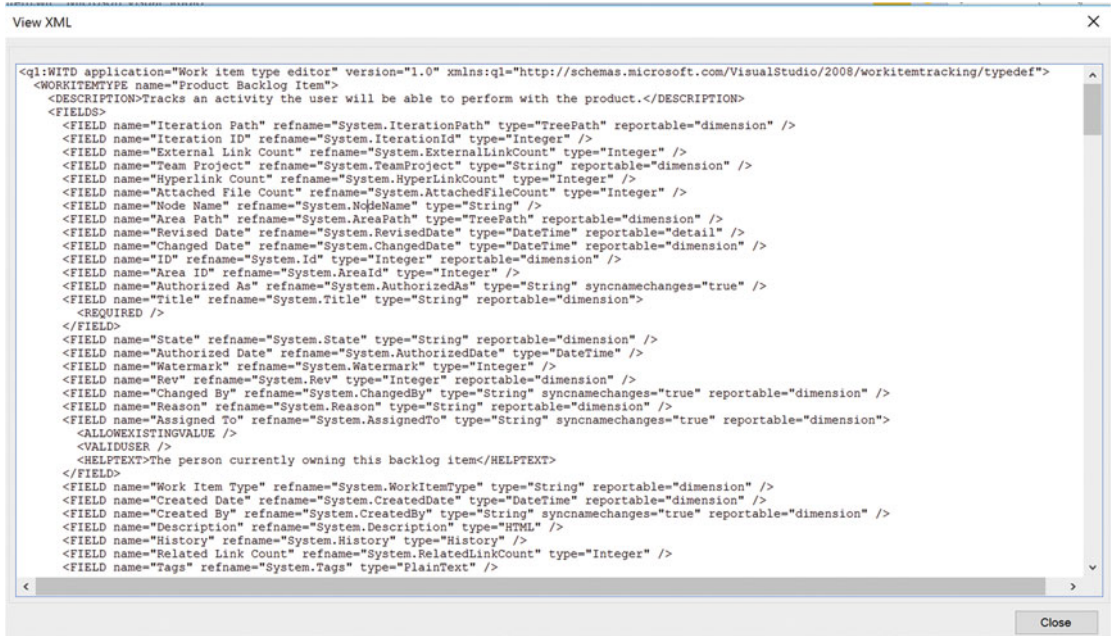 View XML
<q1:WITD application="Work item type editor" version="1.0" xmlns:q1="http://schemas.microsoft.com/VisualStudio/2008/workitemtracking/typedef">
<WORKITEMTYPE name="Product Backlog Item">
<DESCRIPTION>Tracks an activity the user will be able to perform with the product.</DESCRIPTION>
<FIELDS>
<FIELD name="Iteration Path" refname="System.IterationPath" type="TreePath" reportable="dimension" />
<FIELD name="Iteration ID" refname="System.IterationId" type="Integer" />
<FIELD name="External Link Count" refname="System.ExternalLinkCount" type="Integer" />
<FIELD name="Team Project" refname="System.TeamProject" type="String" reportable="dimension" />
<FIELD name="Hyperlink Count" refname="System.HyperLinkCount" type="Integer" />
<FIELD name="Attached File Count" refname="System.AttachedFileCount" type="Integer" />
<FIELD name="Node Name" refname="System.NodeName" type="String" />
<FIELD name="Area Path" refname="System.AreaPath" type="TreePath" reportable="dimension" />
<FIELD name="Revised Date" refname="System.RevisedDate" type="DateTime" reportable="detail" />
<FIELD name="Changed Date" refname="System.ChangedDate" type="DateTime" reportable="dimension" />
<FIELD name="ID" refname="System.Id" type="Integer" reportable="dimension" />
<FIELD name="Area ID" refname="System.AreaId" type="Integer" />
<FIELD name="Authorized As" refname="System.AuthorizedAs" type="String" syncnamechanges="true" />
<FIELD name="Title" refname="System.Title" type="String" reportable="dimension">
<REQUIRED />
</FIELD>
<FIELD name="State" refname="System.State" type="String" reportable="dimension" />
<FIELD name="Authorized Date" refname="System.AuthorizedDate" type="DateTime" />
<FIELD name="Watermark" refname="System.Watermark" type="Integer" />
<FIELD name="Rev" refname="System.Rev" type="Integer" reportable="dimension" />
<FIELD name="Changed By" refname="System.ChangedBy" type="String" syncnamechanges="true" reportable="dimension" />
<FIELD name="Reason" refname="System.Reason" type="String" reportable="dimension" />
<FIELD name="Assigned To" refname="System.AssignedTo" type="String" syncnamechanges="true" reportable="dimension">
<ALLOWEXISTINGVALUE />
<VALIDUSER />
<HELPTEXT>The person currently owning this backlog item</HELPTEXT>
</FIELD>
<FIELD name="Work Item Type" refname="System.WorkItemType" type="String" reportable="dimension" />
<FIELD name="Created Date" refname="System.CreatedDate" type="DateTime" reportable="dimension" />
<FIELD name="Created By" refname="System.CreatedBy" type="String" syncnamechanges="true" reportable="dimension" />
<FIELD name="Description" refname="System.Description" type="HTML" />
<FIELD name="History" refname="System.History" type="History" />
<FIELD name="Related Link Count" refname="System.RelatedLinkCount" type="Integer" />
<FIELD name="Tags" refname="System.Tags" type="PlainText" />
Close